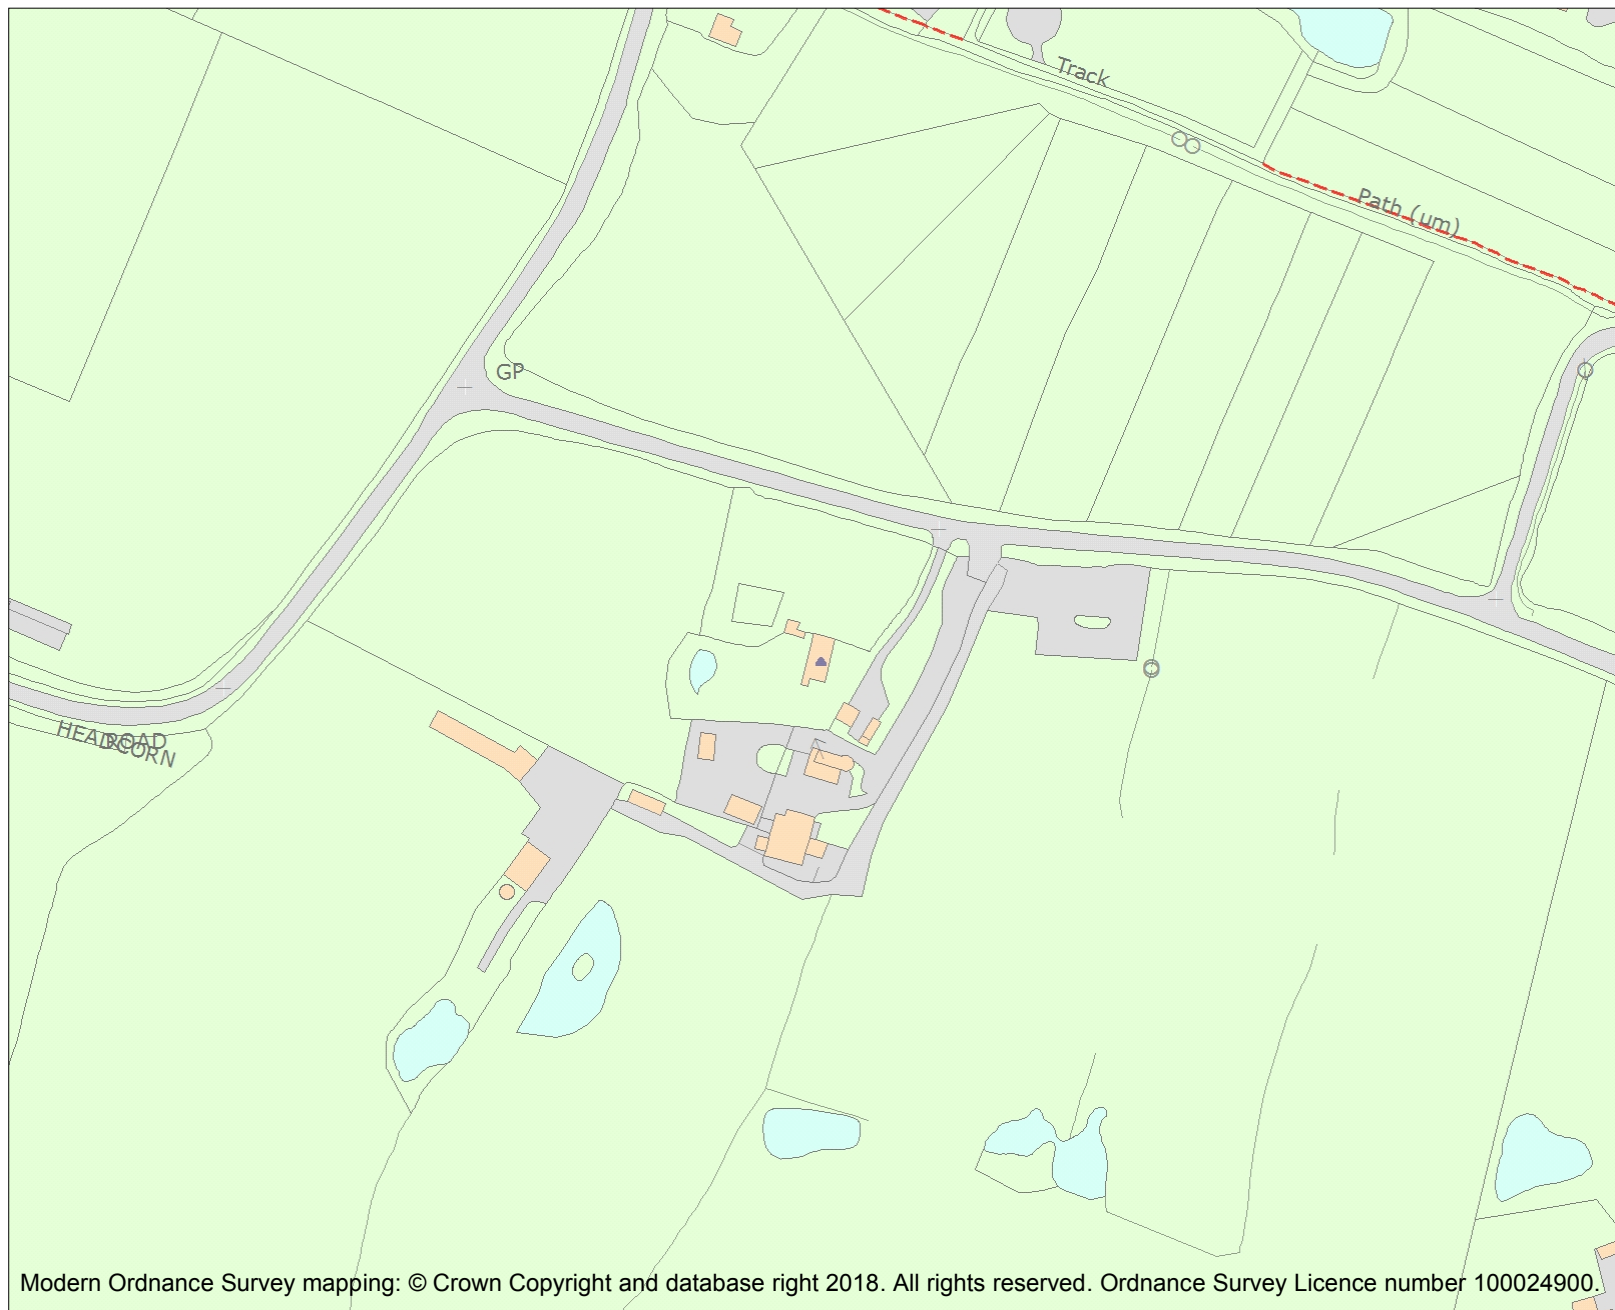 Track
Path (um)
GP
HEADCORN
ROAD
Modern Ordnance Survey mapping: © Crown Copyright and database right 2018. All rights reserved. Ordnance Survey Licence number 100024900.